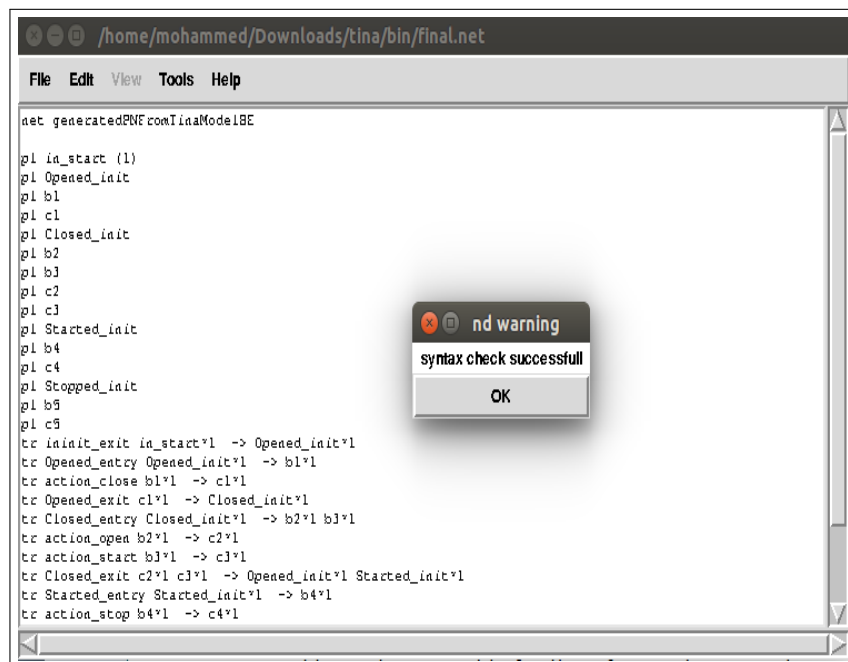 /home/mohammed/Downloads/tina/bin/final.net
File Edit View Tools Help
net generatedPNFromTinaModelBE
pl in_start (1)
pl Opened_init
pl b1
pl c1
pl Closed_init
pl b2
pl b3
pl c2
pl c3
pl Started_init
pl b4
pl c4
pl Stopped_init
pl b5
pl c5
tr ininit_exit in_start*1 -> Opened_init*1
tr Opened_entry Opened_init*1 -> b1*1
tr action_close b1*1 -> c1*1
tr Opened_exit c1*1 -> Closed_init*1
tr Closed_entry Closed_init*1 -> b2*1 b3*1
tr action_open b2*1 -> c2*1
tr action_start b3*1 -> c3*1
tr Closed_exit c2*1 c3*1 -> Opened_init*1 Started_init*1
tr Started_entry Started_init*1 -> b4*1
tr action_stop b4*1 -> c4*1
nd warning
syntax check successfull
OK